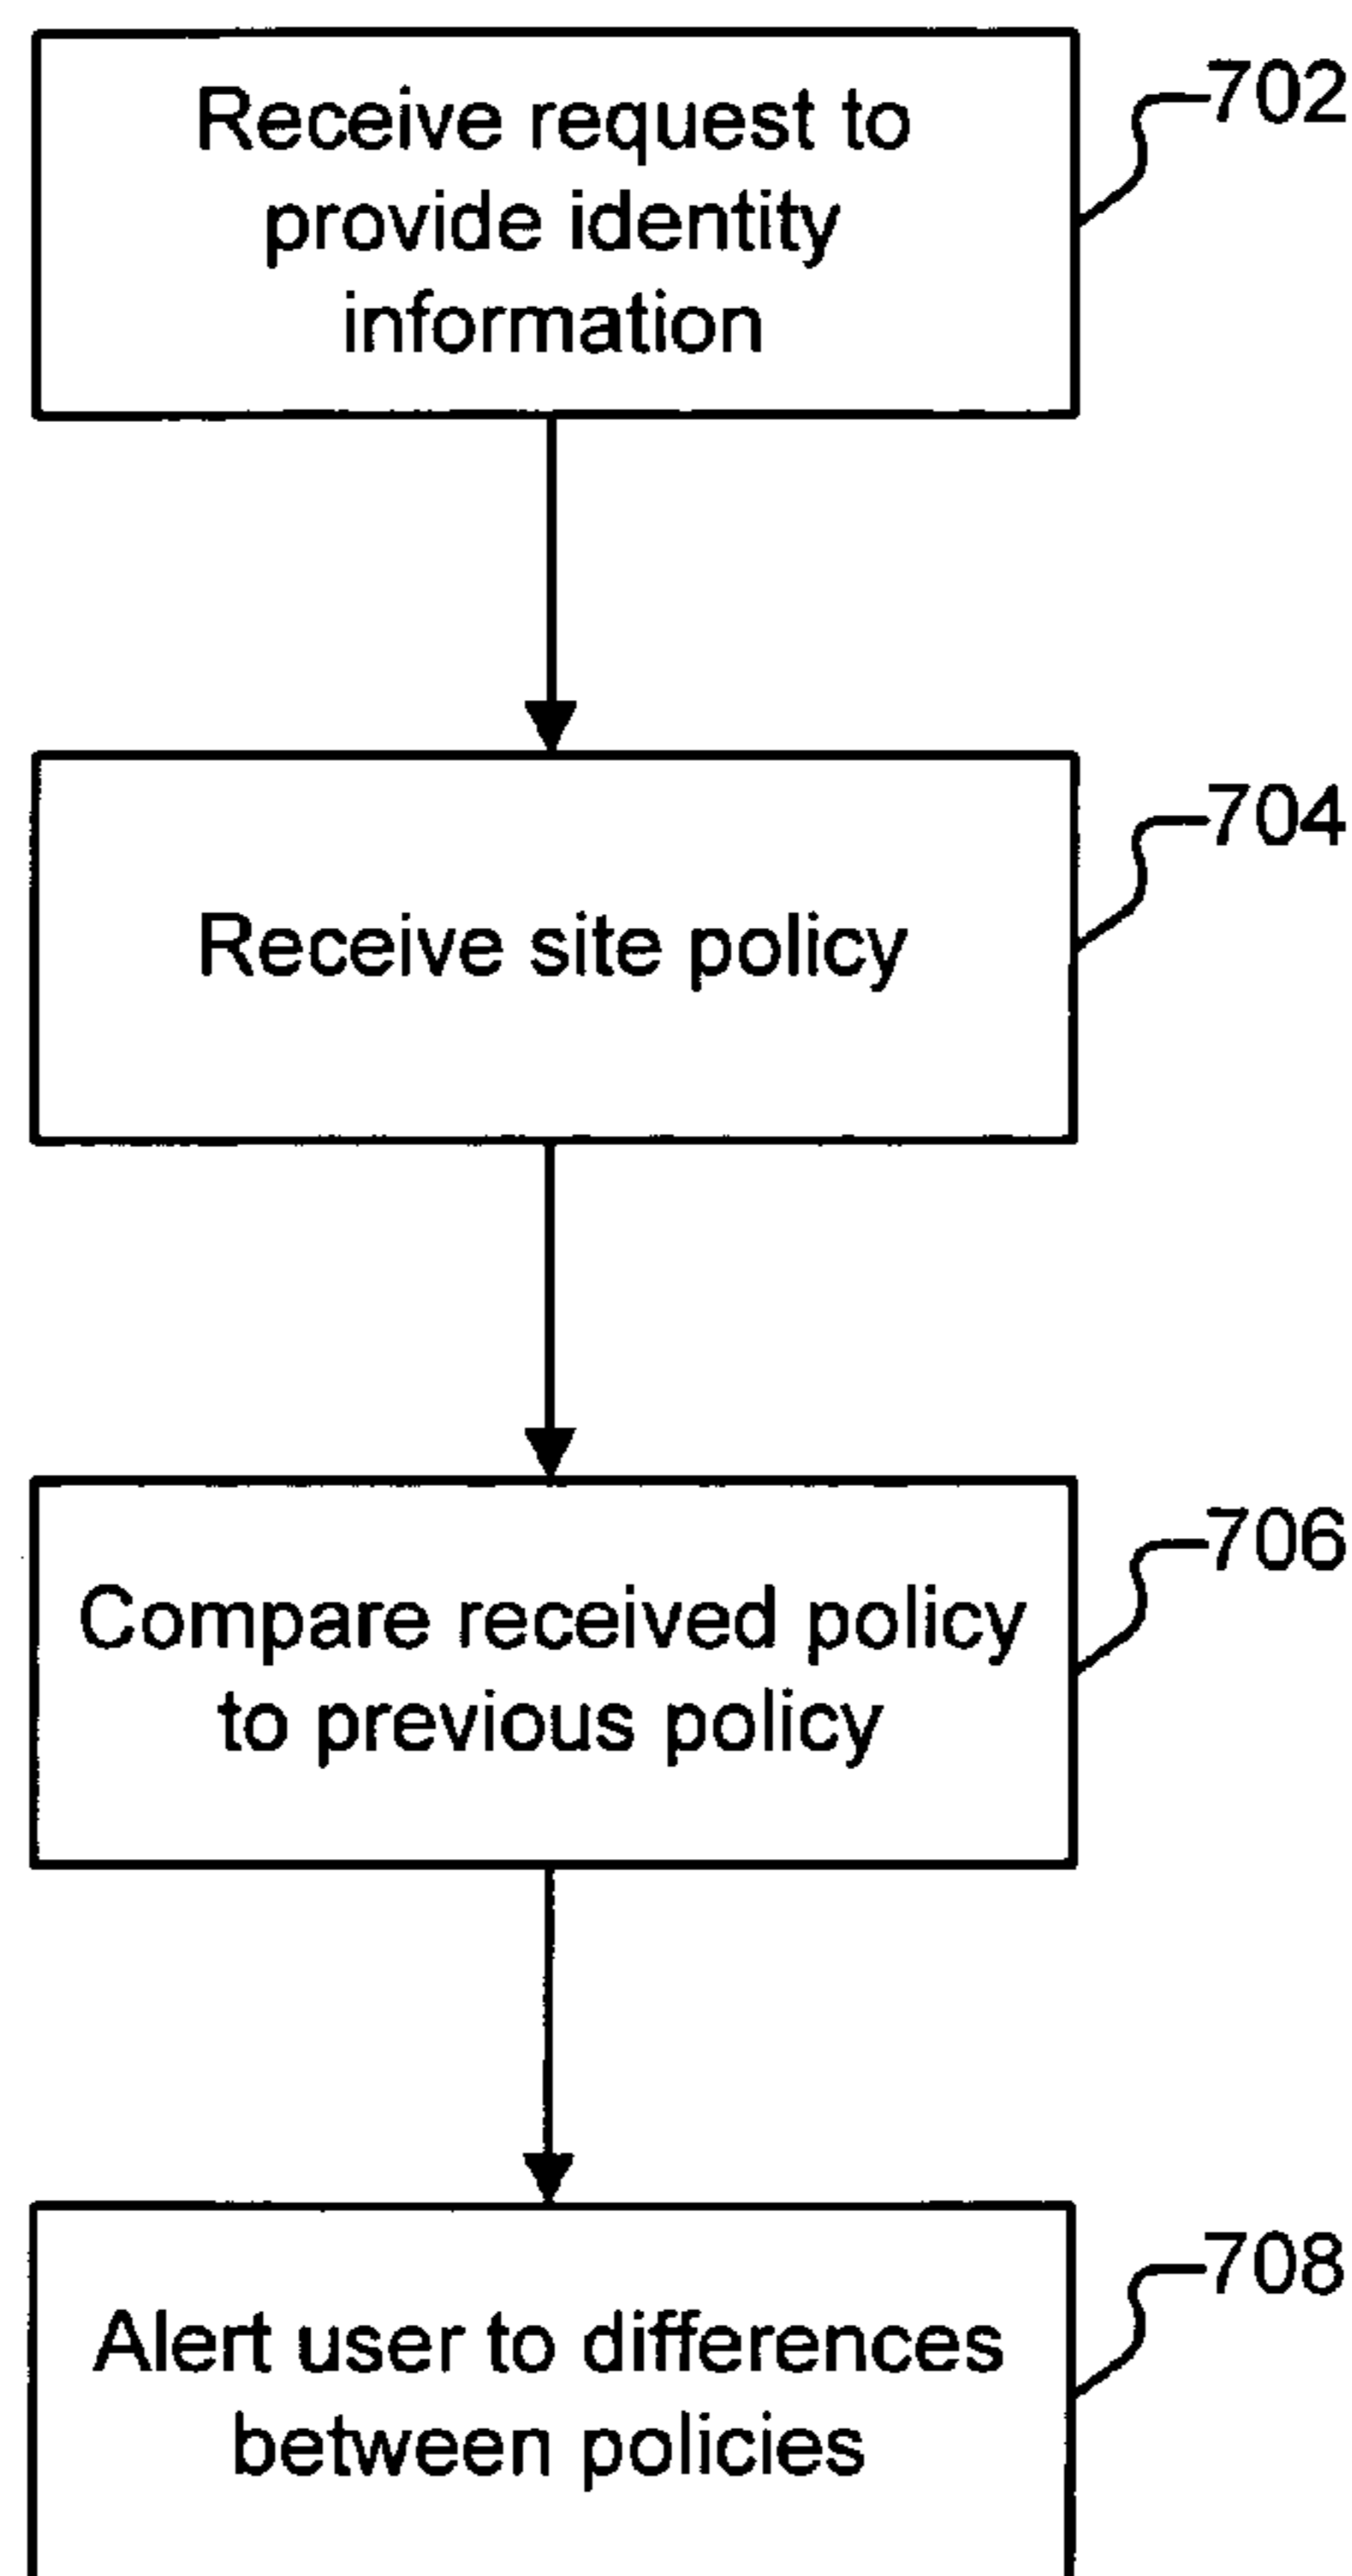 Receive request to
provide identity
information
702
Receive site policy
704
Compare received policy
to previous policy
706
Alert user to differences
between policies
708